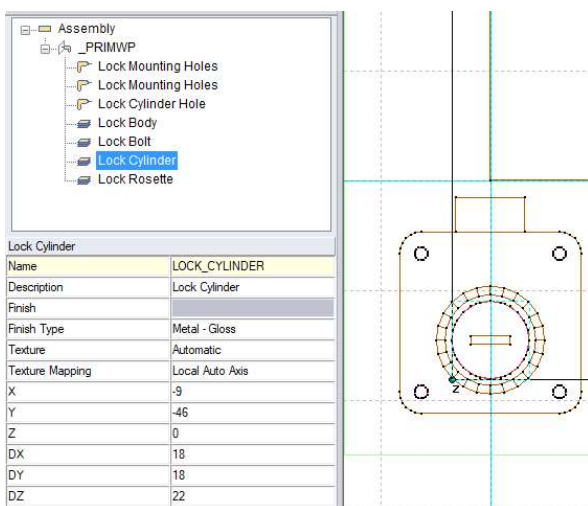 Assembly
_PRIMWP
Lock Mounting Holes
Lock Mounting Holes
Lock Cylinder Hole
Lock Body
Lock Bolt
Lock Cylinder
Lock Rosette
Lock Cylinder
Name LOCK_CYLINDER
Description Lock Cylinder
Finish
Finish Type Metal - Gloss
Texture Automatic
Texture Mapping Local Auto Axis
X -9
Y -46
Z 0
DX 18
DY 18
DZ 22
Z